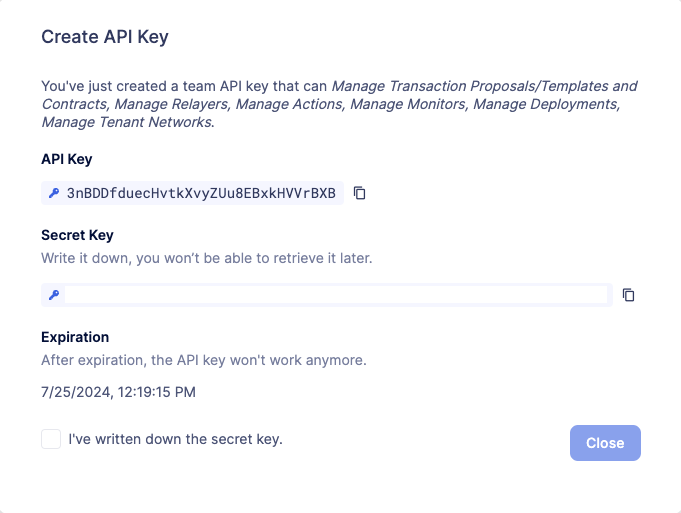 Create API Key
You've just created a team API key that can Manage Transaction Proposals/Templates and
Contracts, Manage Relayers, Manage Actions, Manage Monitors, Manage Deployments,
Manage Tenant Networks.
API Key
3nBDDfduecHvtkXvyZUu8EBxkHVVrBXB
Secret Key
Write it down, you won’t be able to retrieve it later.
Expiration
After expiration, the API key won't work anymore.
7/25/2024, 12:19:15 PM
I've written down the secret key.
Close